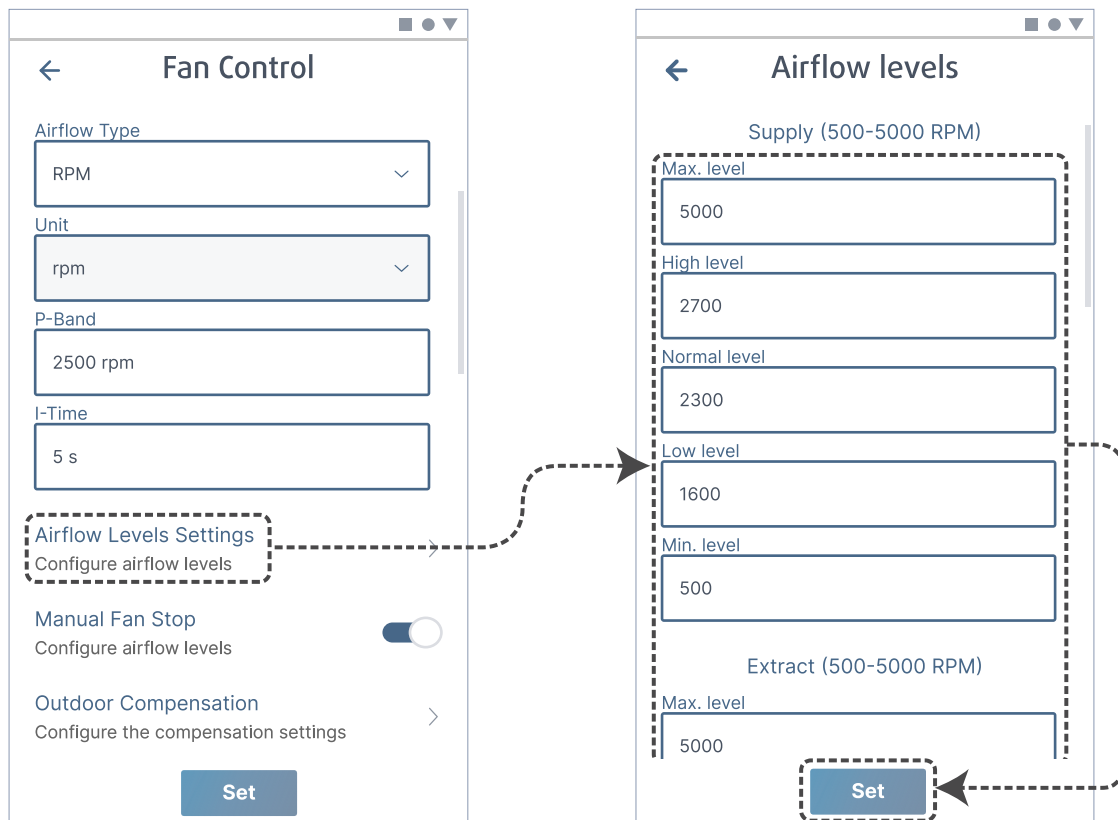 Fan Control
Airflow Type
RPM
Unit
rpm
P-Band
2500 rpm
I-Time
5 s
Airflow Levels Settings
Configure airflow levels
Manual Fan Stop
Configure airflow levels
Outdoor Compensation
Configure the compensation settings
Set
Airflow levels
Supply (500-5000 RPM)
Max. level
5000
High level
2700
Normal level
2300
Low level
1600
Min. level
500
Extract (500-5000 RPM)
Max. level
5000
Set